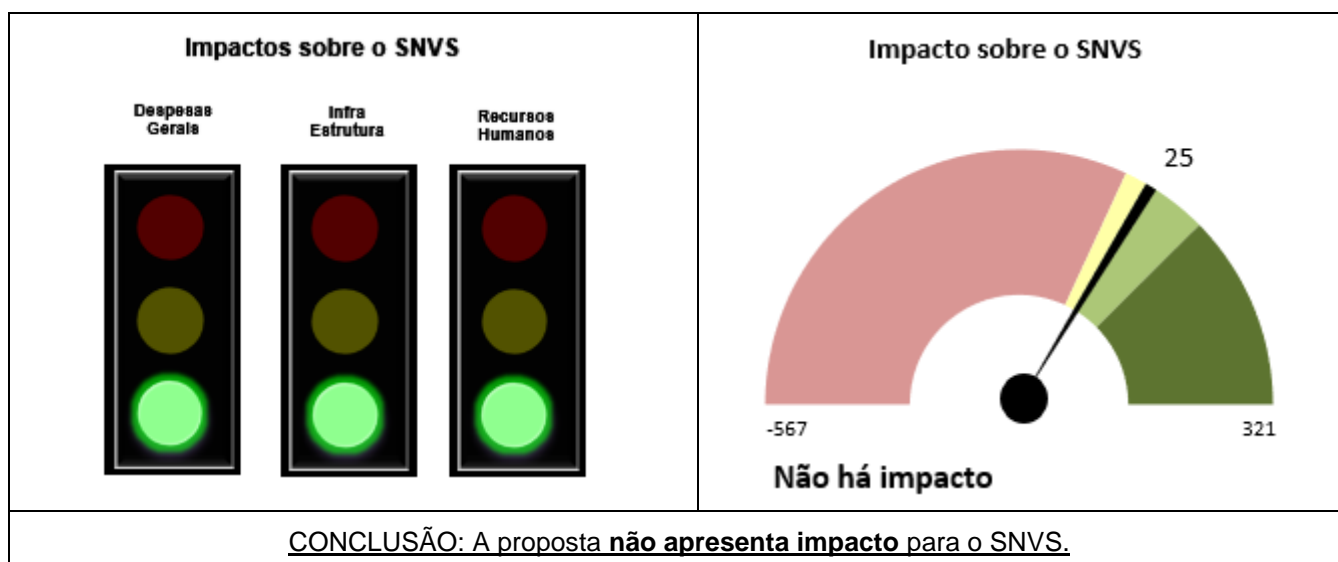 Impactos sobre o SNVS
Despesas
Gerais
Infra
Estrutura
Recursos
Humanos
Impacto sobre o SNVS
25
-567
321
Não há impacto
CONCLUSÃO: A proposta não apresenta impacto para o SNVS.